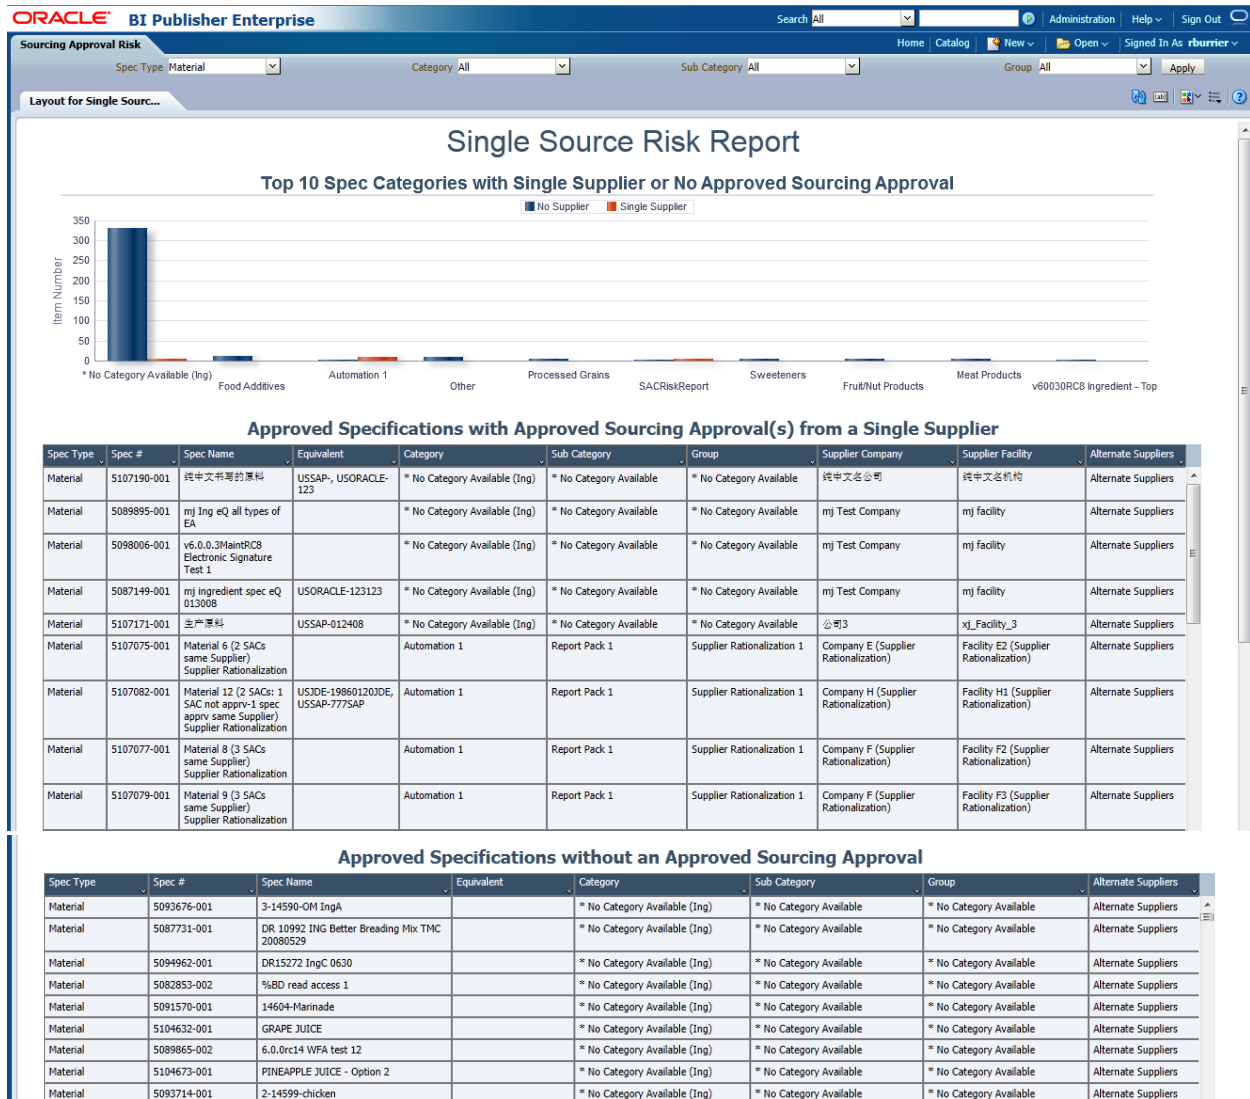 ORACLE BI Publisher Enterprise Search All Administration Help Sign Out
Sourcing Approval Risk Home Catalog New Open Signed In As rburrier
Spec Type Material Category All Sub Category All Group All Apply
Layout for Single Sourc...
Single Source Risk Report
Top 10 Spec Categories with Single Supplier or No Approved Sourcing Approval
No Supplier Single Supplier
350
300
250
200
150
100
50
0
Item Number
* No Category Available (Ing) Food Additives Automation 1 Other Processed Grains SACRiskReport Sweeteners Fruit/Nut Products Meat Products v60030RC8 Ingredient - Top
Approved Specifications with Approved Sourcing Approval(s) from a Single Supplier
Spec Type Spec # Spec Name Equivalent Category Sub Category Group Supplier Company Supplier Facility Alternate Suppliers
Material 5107190-001 纯中文书写的原料 USSAP-, USORACLE- * No Category Available (Ing) * No Category Available * No Category Available 纯中文名公司 纯中文名机构 Alternate Suppliers
123
Material 5089895-001 mj Ing eQ all types of * No Category Available (Ing) * No Category Available * No Category Available mj Test Company mj facility Alternate Suppliers
EA
Material 5098006-001 v6.0.0.3MaintRC8 * No Category Available (Ing) * No Category Available * No Category Available mj Test Company mj facility Alternate Suppliers
Electronic Signature
Test 1
Material 5087149-001 mj ingredient spec eQ USORACLE-123123 * No Category Available (Ing) * No Category Available * No Category Available mj Test Company mj facility Alternate Suppliers
013008
Material 5107171-001 生产原料 USSAP-012408 * No Category Available (Ing) * No Category Available * No Category Available 公司3 xj_Facility_3 Alternate Suppliers
Material 5107075-001 Material 6 (2 SACs Automation 1 Report Pack 1 Supplier Rationalization 1 Company E (Supplier Facility E2 (Supplier Alternate Suppliers
same Supplier) Rationalization) Rationalization)
Supplier Rationalization
Material 5107082-001 Material 12 (2 SACs: 1 USJDE-19860120JDE, Automation 1 Report Pack 1 Supplier Rationalization 1 Company H (Supplier Facility H1 (Supplier Alternate Suppliers
SAC not apprv-1 spec USSAP-777SAP Rationalization) Rationalization)
apprv same Supplier)
Supplier Rationalization
Material 5107077-001 Material 8 (3 SACs Automation 1 Report Pack 1 Supplier Rationalization 1 Company F (Supplier Facility F2 (Supplier Alternate Suppliers
same Supplier) Rationalization) Rationalization)
Supplier Rationalization
Material 5107079-001 Material 9 (3 SACs Automation 1 Report Pack 1 Supplier Rationalization 1 Company F (Supplier Facility F3 (Supplier Alternate Suppliers
same Supplier) Rationalization) Rationalization)
Supplier Rationalization
Approved Specifications without an Approved Sourcing Approval
Spec Type Spec # Spec Name Equivalent Category Sub Category Group Alternate Suppliers
Material 5093676-001 3-14590-OM IngA * No Category Available (Ing) * No Category Available * No Category Available Alternate Suppliers
Material 5087731-001 DR 10992 ING Better Breading Mix TMC * No Category Available (Ing) * No Category Available * No Category Available Alternate Suppliers
20080529
Material 5094962-001 DR15272 IngC 0630 * No Category Available (Ing) * No Category Available * No Category Available Alternate Suppliers
Material 5082853-002 %BD read access 1 * No Category Available (Ing) * No Category Available * No Category Available Alternate Suppliers
Material 5091570-001 14604-Marinade * No Category Available (Ing) * No Category Available * No Category Available Alternate Suppliers
Material 5104632-001 GRAPE JUICE * No Category Available (Ing) * No Category Available * No Category Available Alternate Suppliers
Material 5089865-002 6.0.0rc14 WFA test 12 * No Category Available (Ing) * No Category Available * No Category Available Alternate Suppliers
Material 5104673-001 PINEAPPLE JUICE - Option 2 * No Category Available (Ing) * No Category Available * No Category Available Alternate Suppliers
Material 5093714-001 2-14599-chicken * No Category Available (Ing) * No Category Available * No Category Available Alternate Suppliers